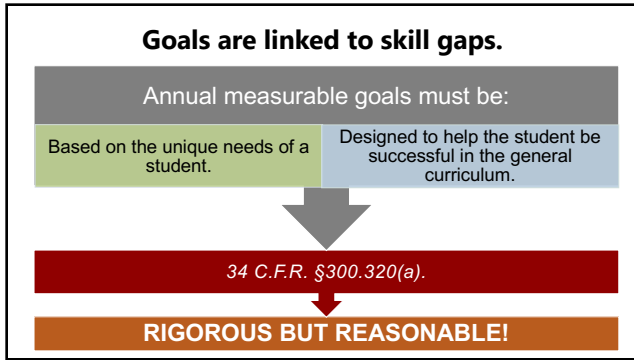 Goals are linked to skill gaps.
Annual measurable goals must be:
Based on the unique needs of a
student.
Designed to help the student be
successful in the general
curriculum.
34 C.F.R. §300.320(a).
RIGOROUS BUT REASONABLE!